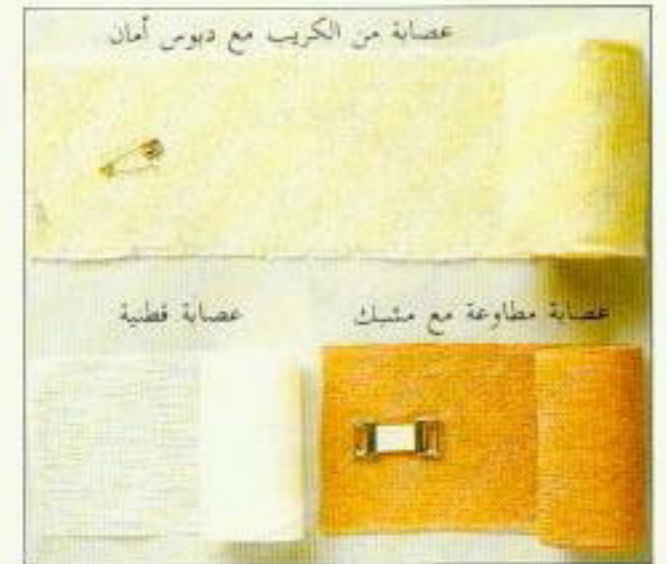 عصابة من الكريب مع دبوس أمان
عصابة مطاوعة مع مشبك
عصابة قطنية